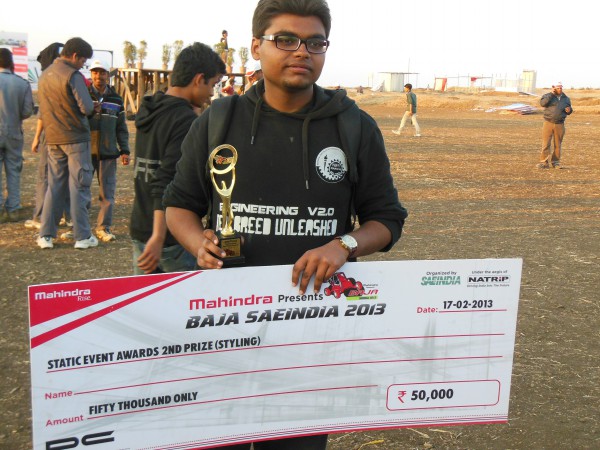 ENGINEERING V2.0
BREED UNLEASHED
Mahindra
Rise.
Mahindra Presents
BAJA
BAJA SAEINDIA 2013
Organized by
SAEINDIA
Under the aegis of
NATRiP
Date: 17-02-2013
STATIC EVENT AWARDS 2ND PRIZE (STYLING)
Name
Amount FIFTY THOUSAND ONLY
₹ 50,000